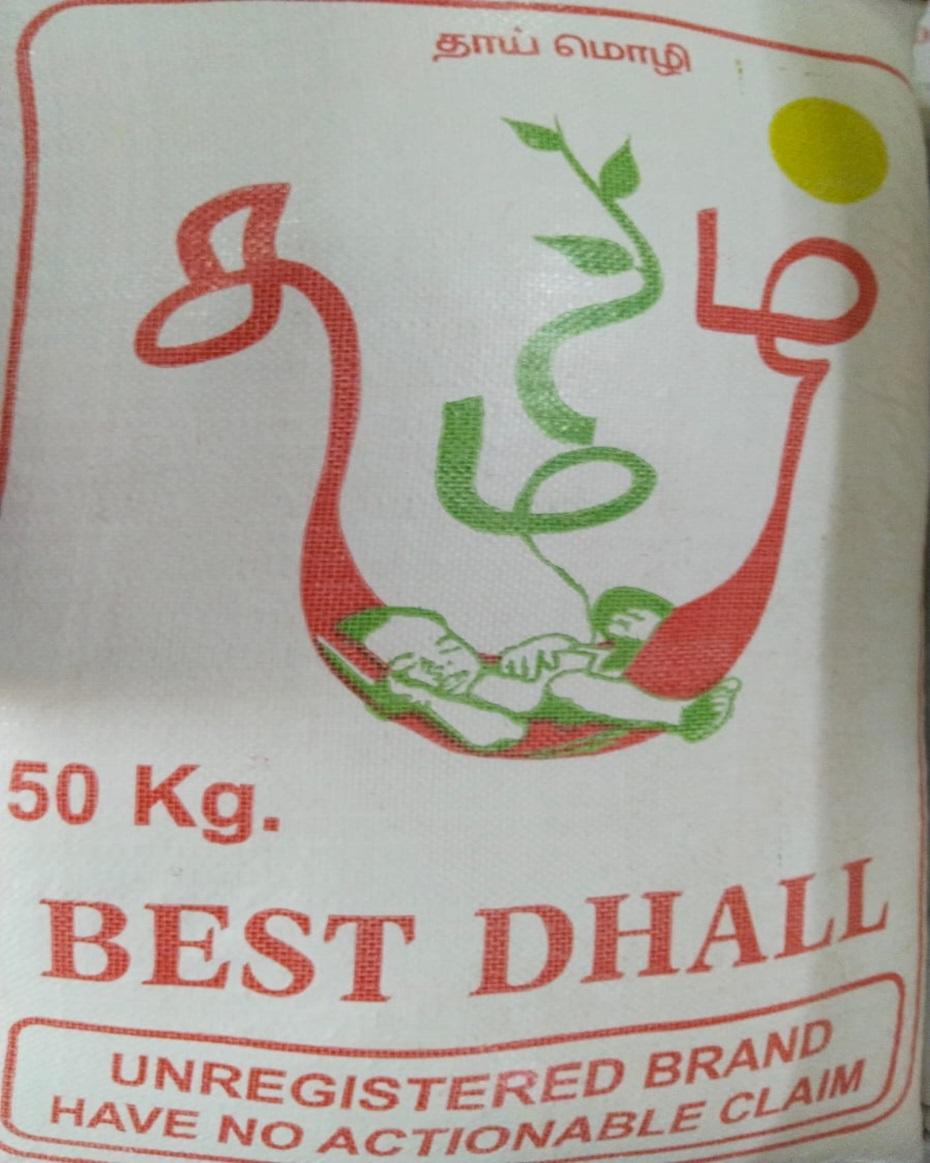 தாய் மொழி
தமிழ்
50 Kg.
BEST DHALL
UNREGISTERED BRAND
HAVE NO ACTIONABLE CLAIM